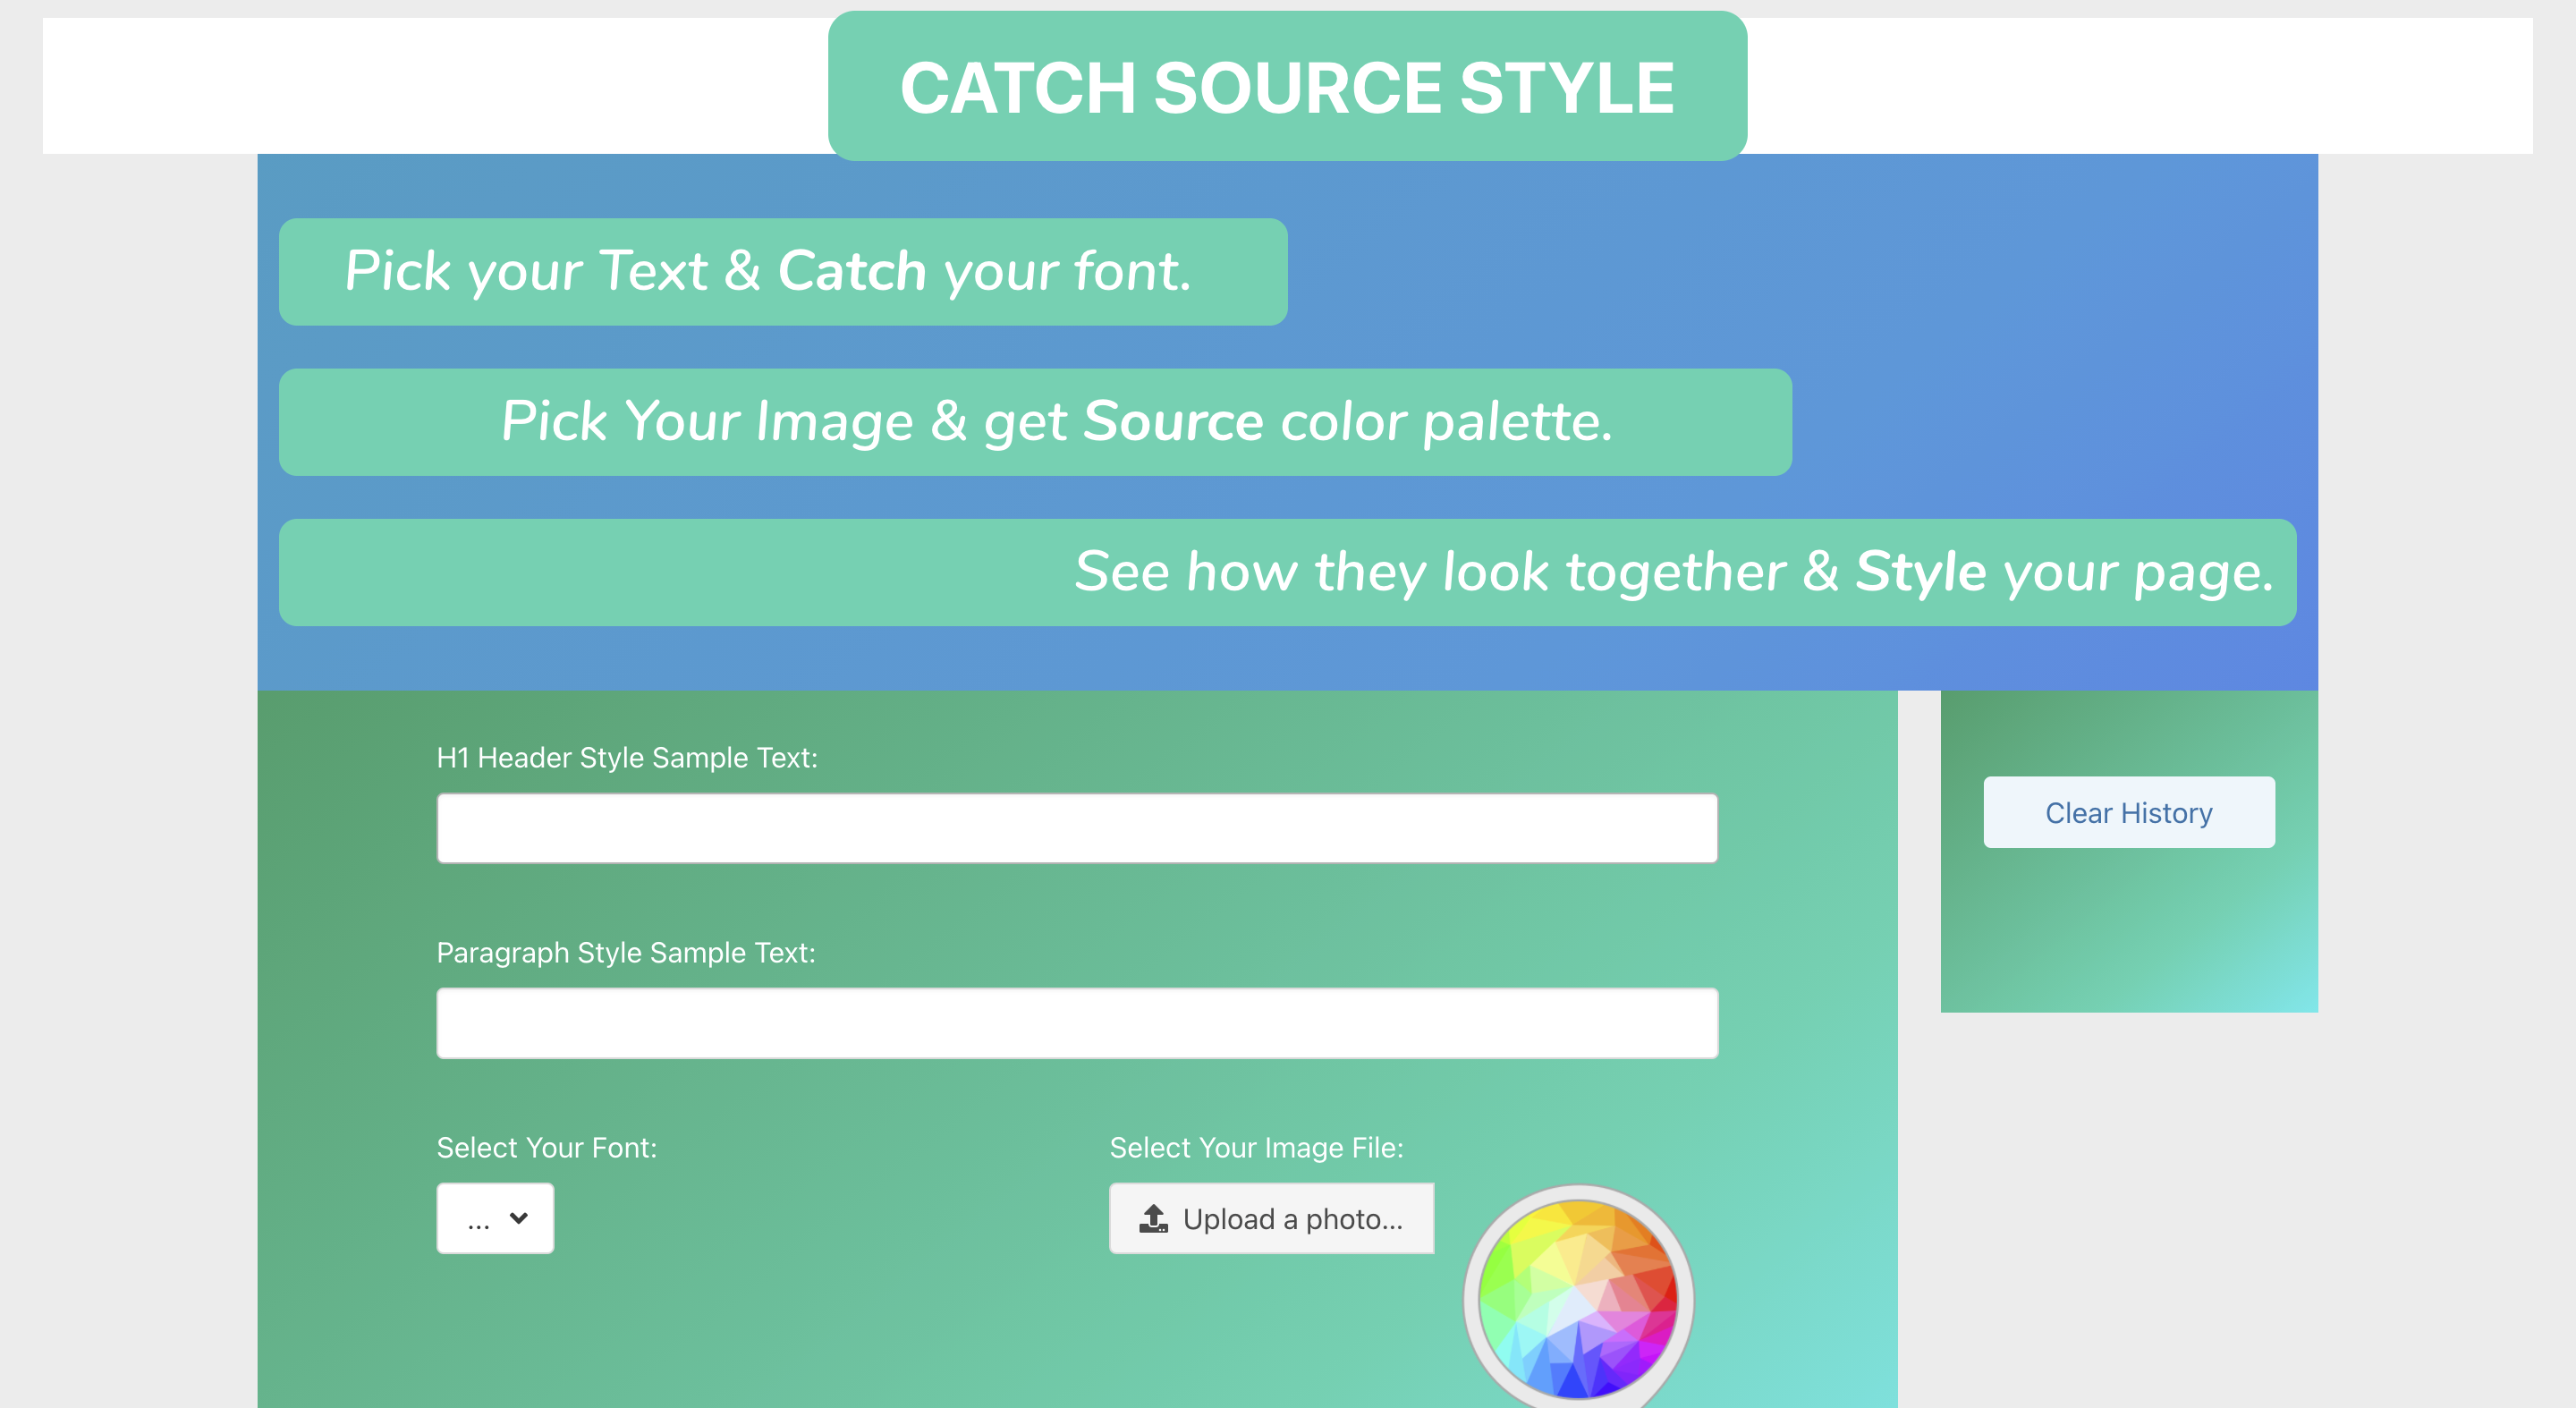 CATCH SOURCE STYLE
Pick your Text & Catch your font.
Pick Your Image & get Source color palette.
See how they look together & Style your page.
H1 Header Style Sample Text:
Clear History
Paragraph Style Sample Text:
Select Your Font:
Select Your Image File:
...
Upload a photo...